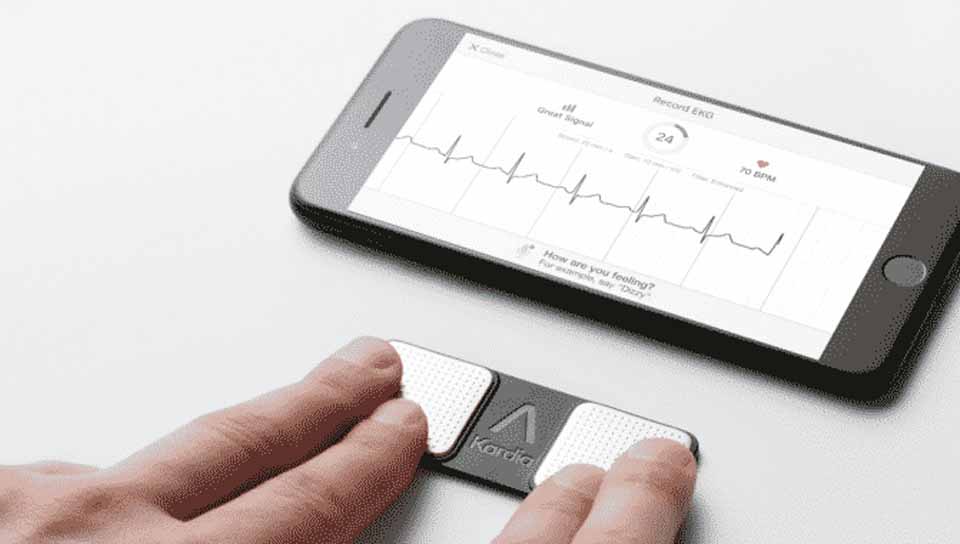 × Close
Record EKG
Great Signal
24
70 BPM
How are you feeling?
For example, say "Dizzy"
Kardia